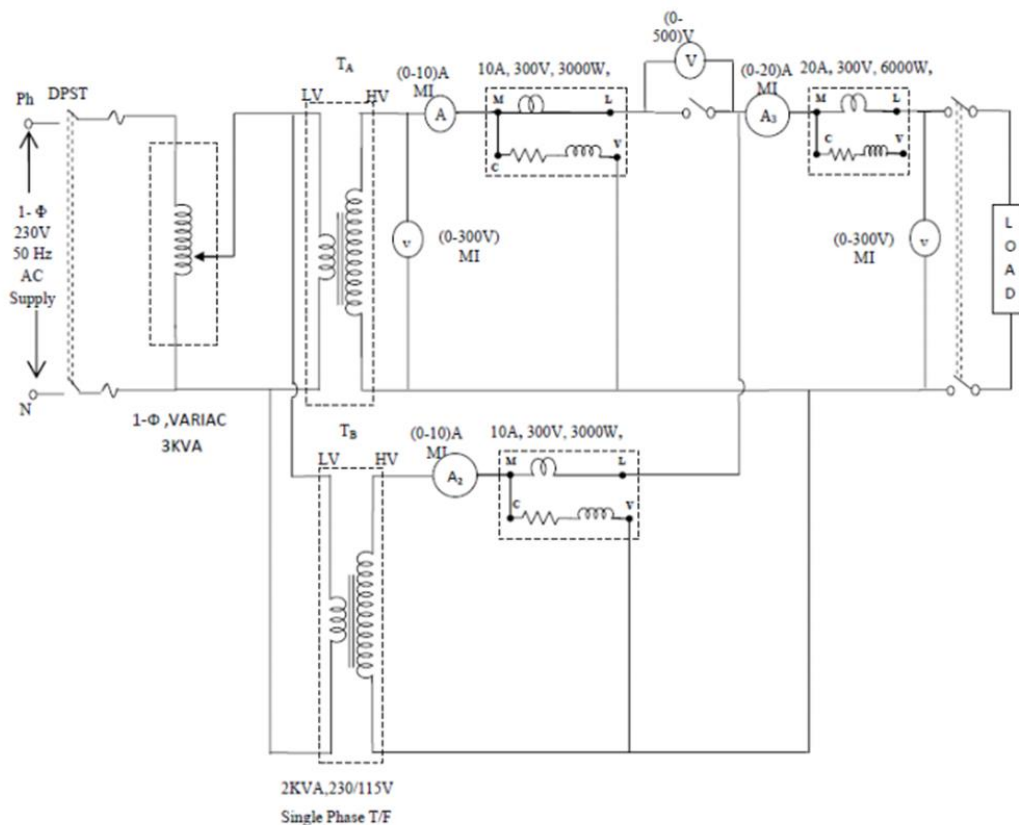 (0-
500)V
V
T_A
(0-10)A
MI
10A, 300V, 3000W,
(0-20)A
MI
20A, 300V, 6000W,
Ph
DPST
LV
HV
A
M
L
A₃
M
L
C
V
C
V
1- Φ
230V
50 Hz
AC
Supply
v
(0-300V)
MI
(0-300V)
MI
v
L
O
A
D
N
1-Φ ,VARIAC
3KVA
T_B
(0-10)A
MI
10A, 300V, 3000W,
LV
HV
A₂
M
L
C
V
2KVA,230/115V
Single Phase T/F